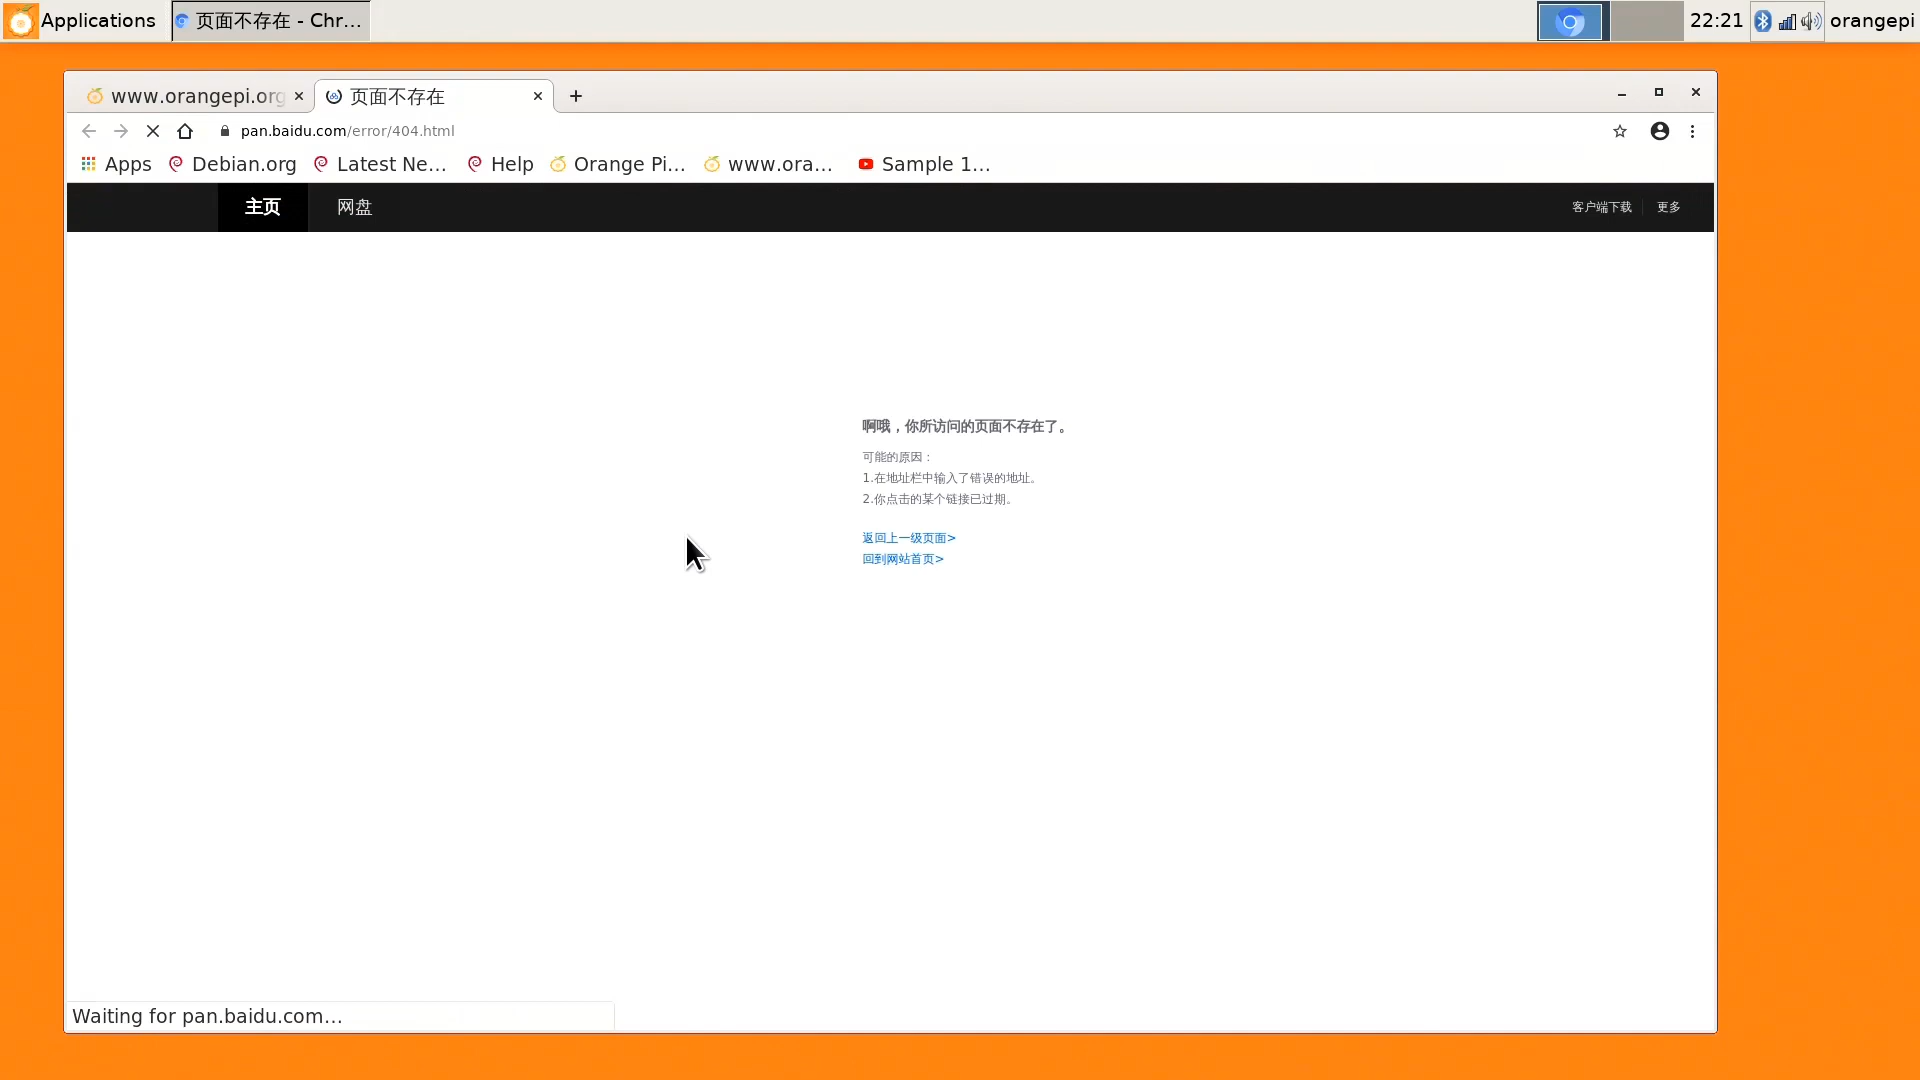 Applications
页面不存在 - Chr...
22:21
orangepi
www.orangepi.org
页面不存在
pan.baidu.com/error/404.html
Apps
Debian.org
Latest Ne...
Help
Orange Pi...
www.ora...
Sample 1...
主页
网盘
客户端下载
更多
啊哦，你所访问的页面不存在了。
可能的原因：
1.在地址栏中输入了错误的地址。
2.你点击的某个链接已过期。
返回上一级页面>
回到网站首页>
Waiting for pan.baidu.com...